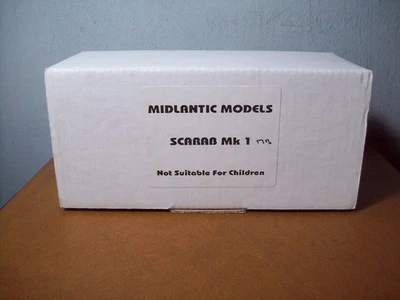 MIDLANTIC MODELS
SCARAB Mk 1
Not Suitable For Children